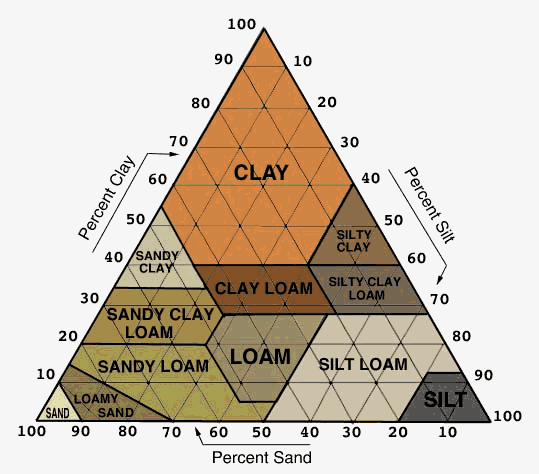 100
90 10
80 20
70 30
CLAY
60 40
Percent Clay
Percent Silt
50 50
SILTY
CLAY
SANDY
CLAY
40 60
CLAY LOAM
SILTY CLAY
LOAM
30 70
SANDY CLAY
LOAM
20 80
LOAM
SANDY LOAM
SILT LOAM
10 90
LOAMY
SAND
SAND
SILT
100
100 90 80 70 60 50 40 30 20 10
Percent Sand